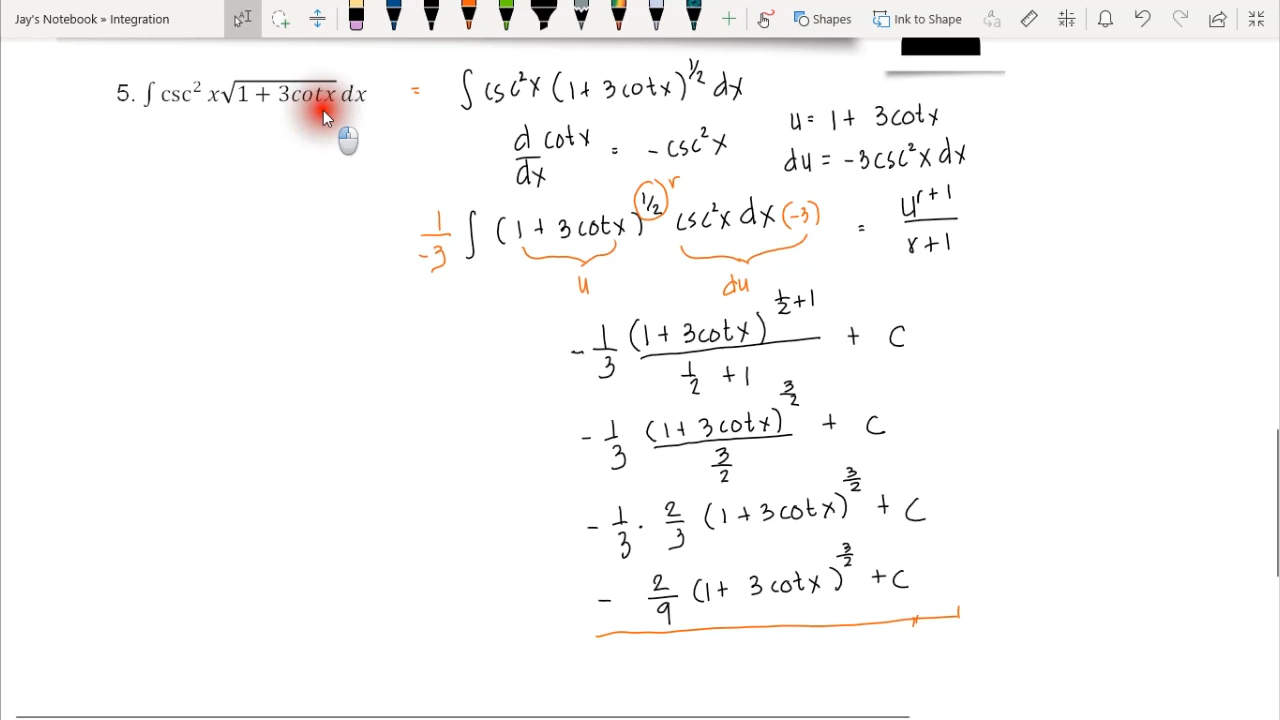 Jay's Notebook » Integration
Shapes
Ink to Shape
5. ∫ csc² x√(1 + 3cotx) dx = ∫ csc²x (1 + 3cotx)^1/2 dx
d/dx cotx = -csc²x
u = 1 + 3cotx
du = -3csc²x dx
1/-3 ∫ (1 + 3cotx)^1/2 r csc²x dx (-3) = u^(r+1)/(r+1)
u du
- 1/3 (1 + 3cotx)^(1/2+1) / (1/2 + 1) + C
- 1/3 (1 + 3cotx)^(3/2) / (3/2) + C
- 1/3 · 2/3 (1 + 3cotx)^(3/2) + C
- 2/9 (1 + 3cotx)^(3/2) + C